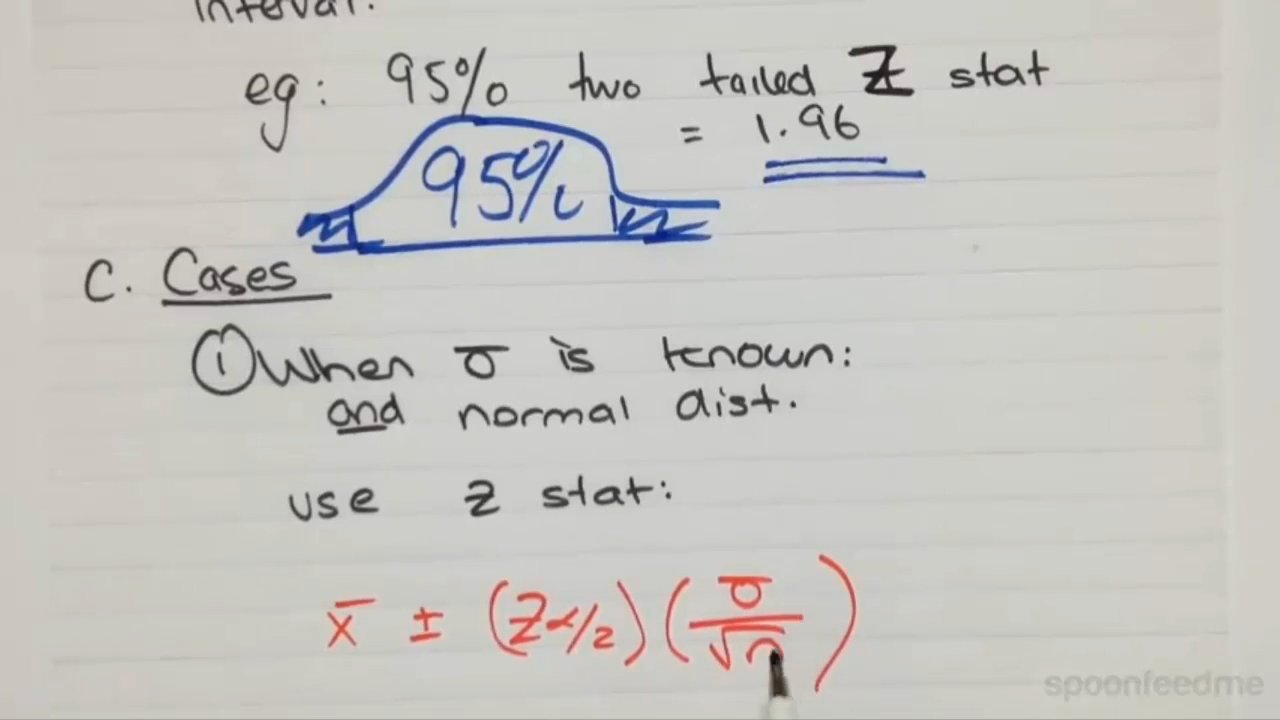 interval.
eg: 95% two tailed Z stat
= 1.96
95%
C. Cases
① When σ is known:
and normal dist.
use z stat:
x̄ ± (Zα/2) (σ/√n)
spoonfeedme